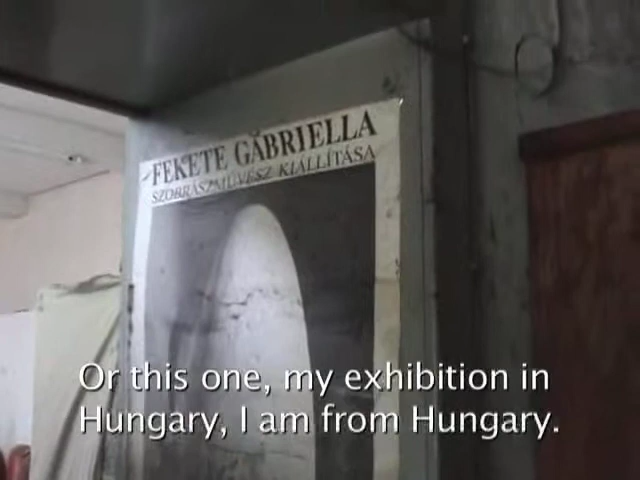 FEKETE GÁBRIELLA
SZOBRÁSZMŰVÉSZ KIÁLLÍTÁSA
Or this one, my exhibition in
Hungary, I am from Hungary.